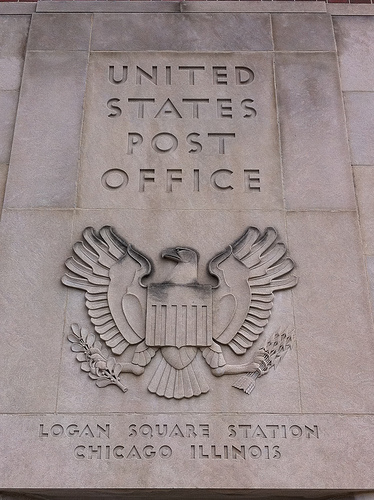 UNITED
STATES
POST
OFFICE
LOGAN SQUARE STATION
CHICAGO ILLINOIS